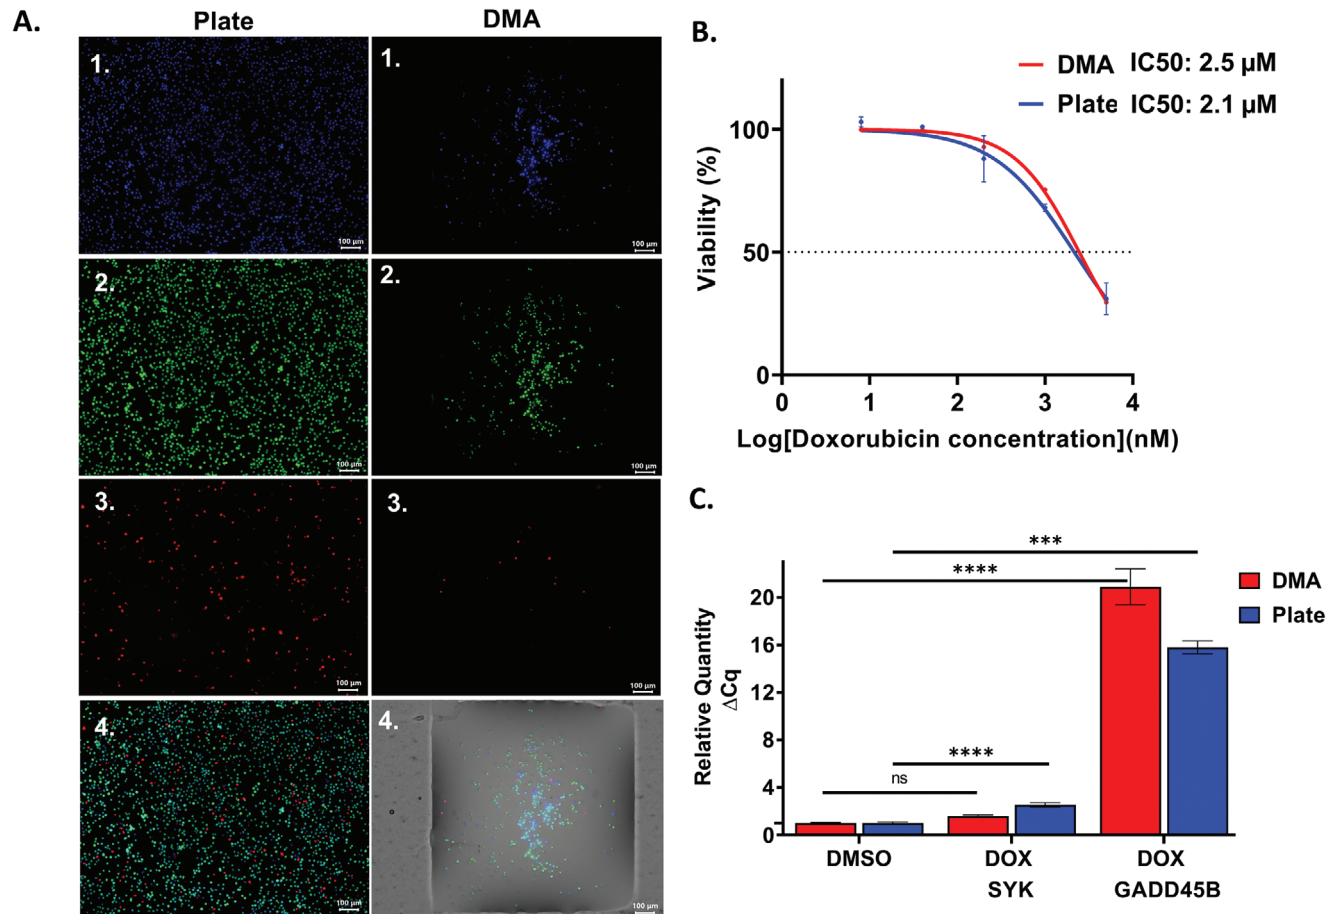 A.
Plate
DMA
1.
100 µm
1.
100 µm
2.
100 µm
2.
100 µm
3.
100 µm
3.
100 µm
4.
100 µm
4.
100 µm
B.
DMA IC50: 2.5 µM
Plate IC50: 2.1 µM
100
50
0
Viability (%)
0 1 2 3 4
Log[Doxorubicin concentration](nM)
C.
***
****
****
ns
DMA
Plate
20
16
12
8
4
0
Relative Quantity
ΔCq
DMSO DOX DOX
SYK GADD45B